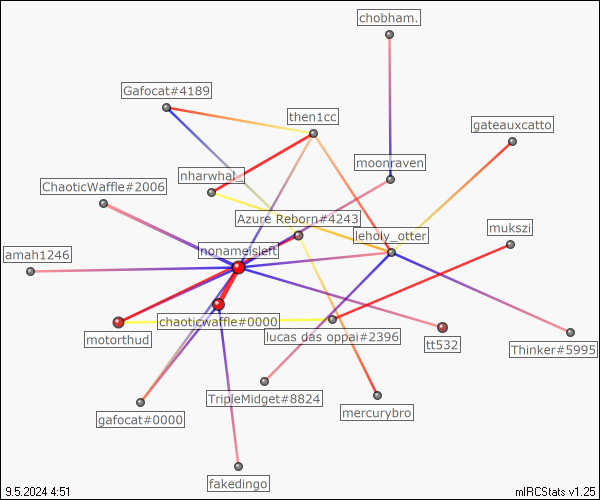 chobham.
Gafocat#4189
then1cc
gateauxcatto
moonraven
nharwhal_
ChaoticWaffle#2006
Azure Reborn#4243
mukszi
leholy_otter
nonameisleft
amah1246
chaoticwaffle#0000
motorthud
lucas das oppai#2396
tt532
Thinker#5995
TripleMidget#8824
mercurybro
gafocat#0000
fakedingo
9.5.2024 4:51
mIRCStats v1.25